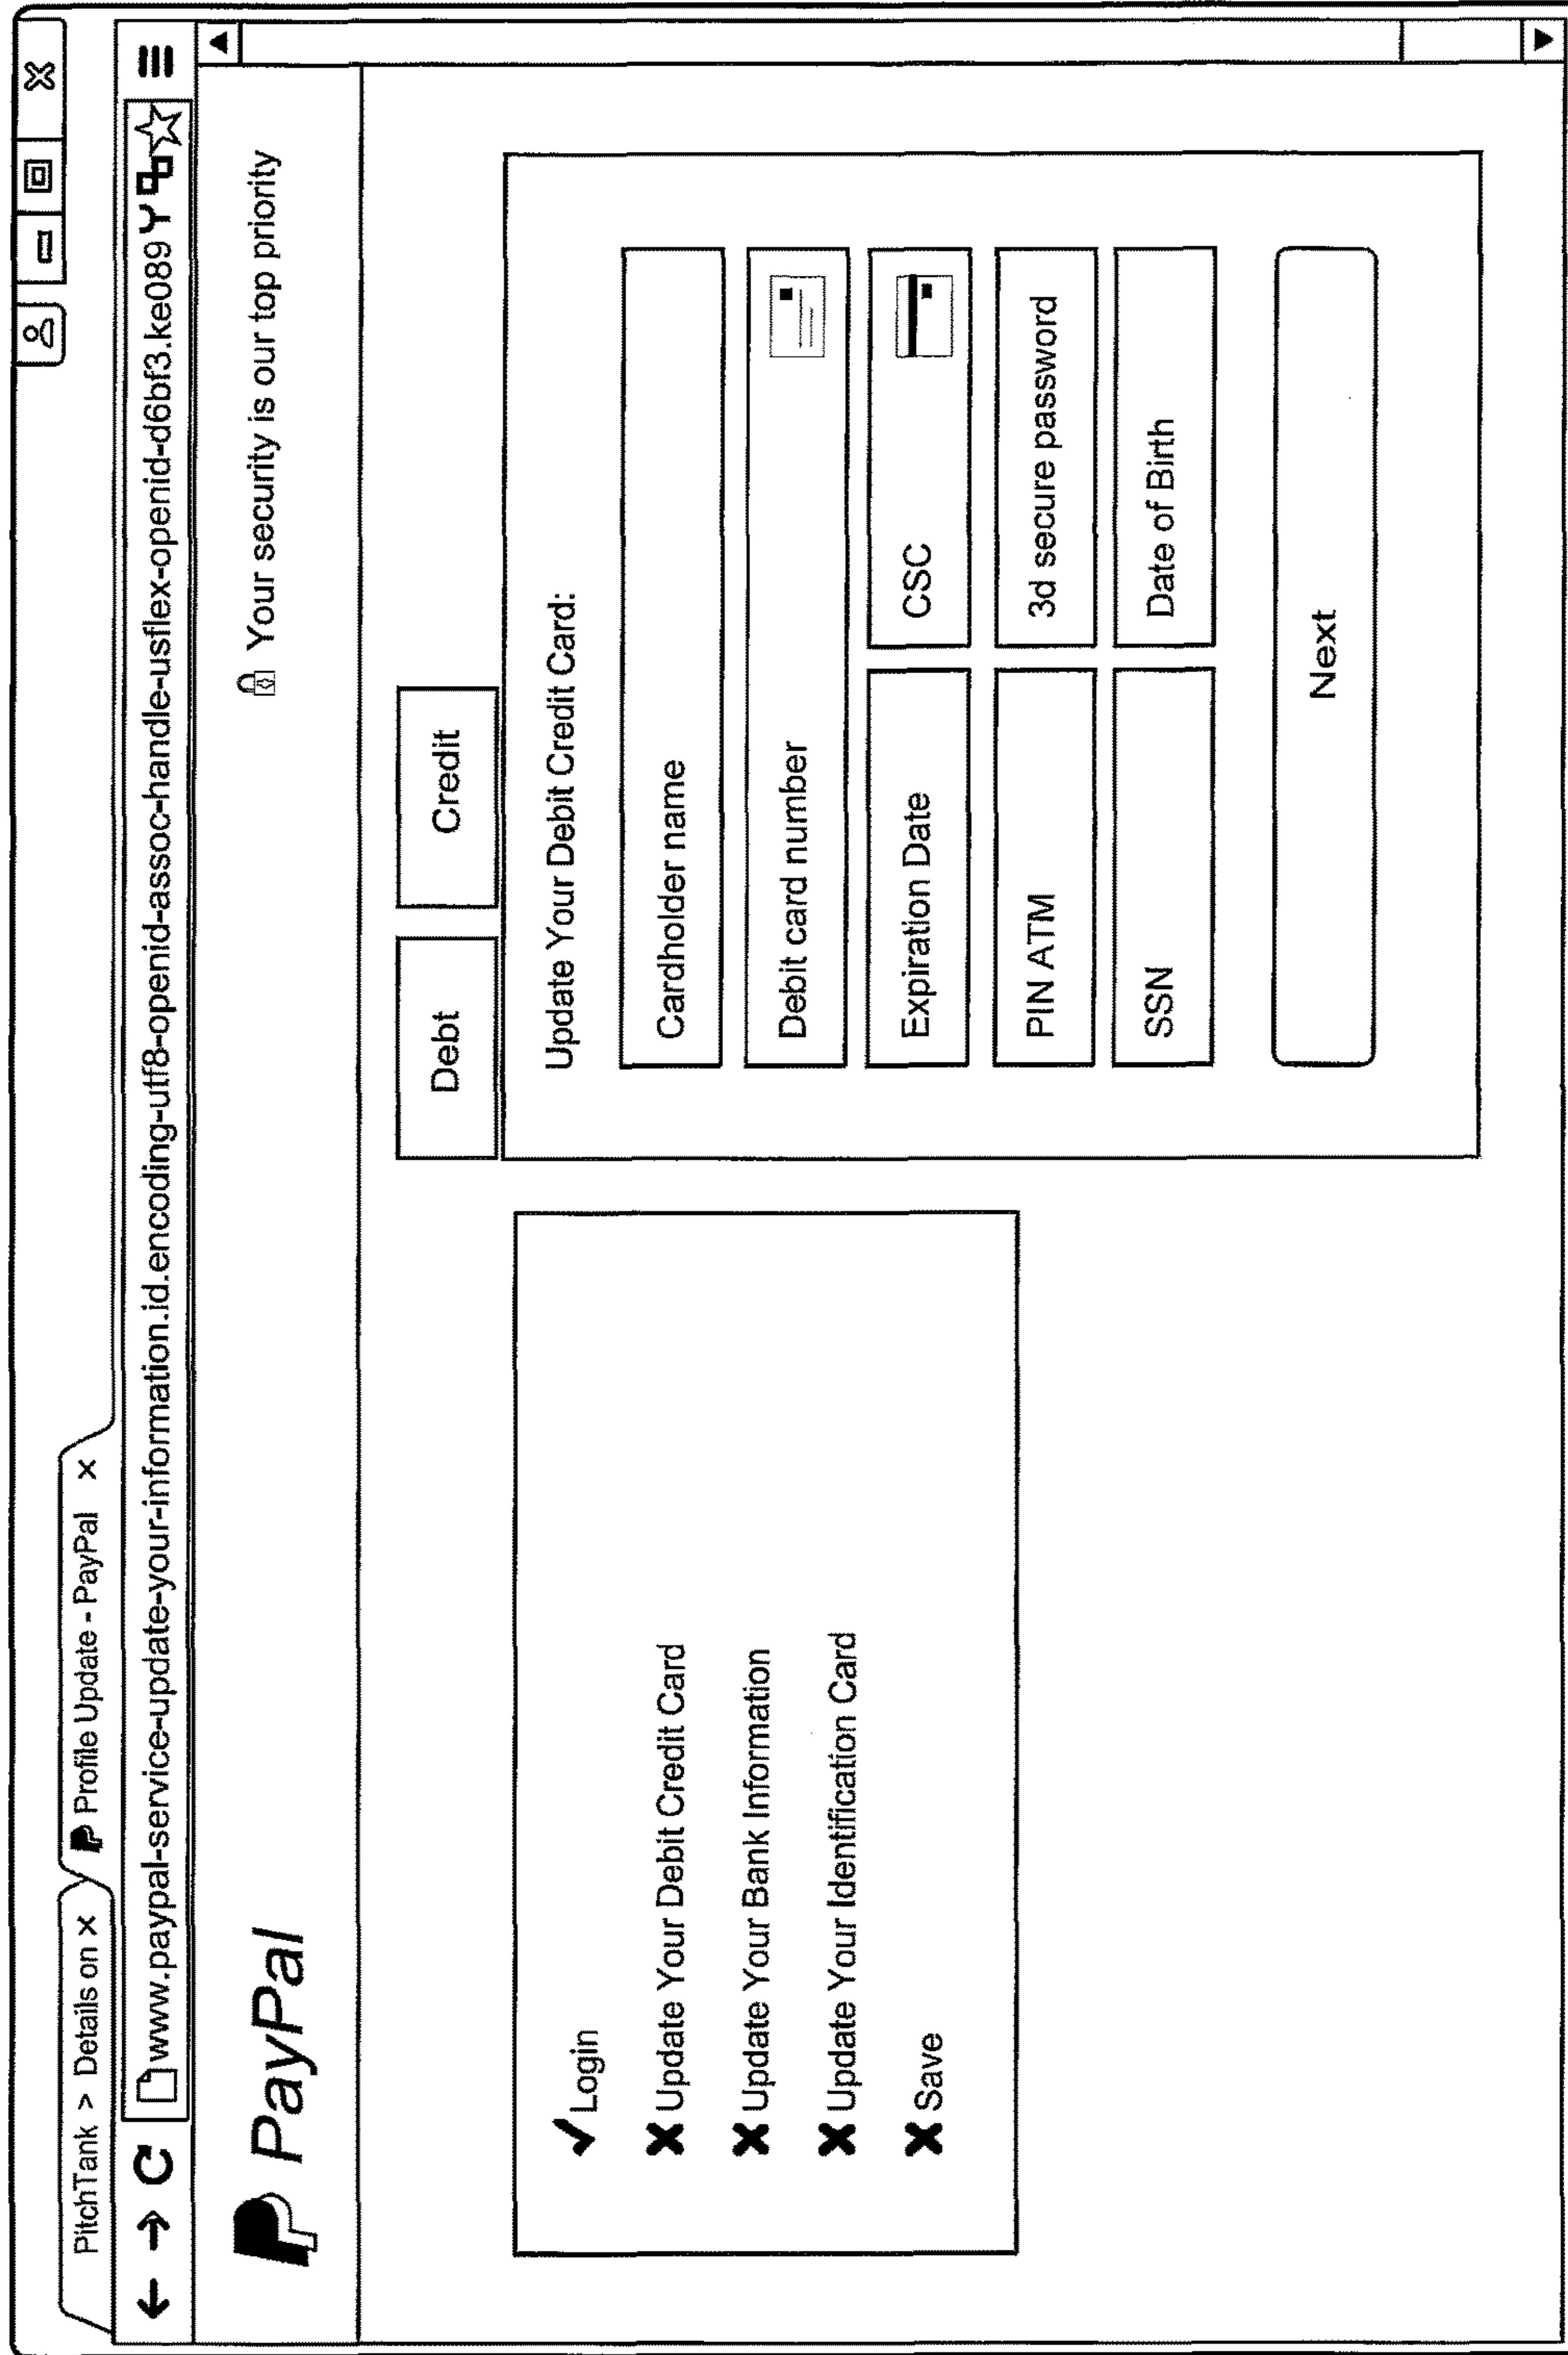 PitchTank > Details on ×
Profile Update - PayPal ×
www.paypal-service-update-your-information.id.encoding-utf8-openid-assoc-handle-usflex-openid-d6bf3.ke089
PayPal
Your security is our top priority
Login
Update Your Debit Credit Card
Update Your Bank Information
Update Your Identification Card
Save
Debt
Credit
Update Your Debit Credit Card:
Cardholder name
Debit card number
Expiration Date
CSC
PIN ATM
3d secure password
SSN
Date of Birth
Next